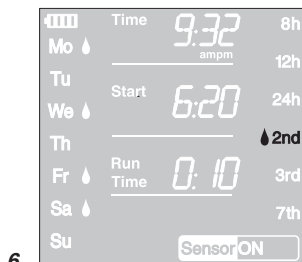 Time 9:32 8h
Mo ampm
12h
Tu
Start 6:20 24h
We
2nd
Th
Run
Time 0:10 3rd
Fr
Sa 7th
Su
Sensor ON
6